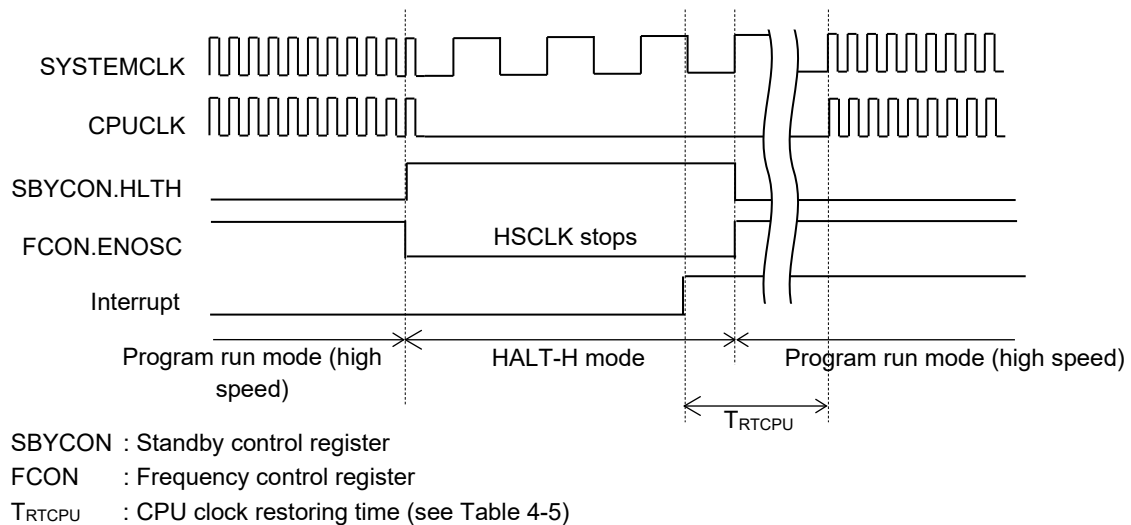 SYSTEMCLK
CPUCLK
SBYCON.HLTH
FCON.ENOSC
HSCLK stops
Interrupt
Program run mode (high
speed)
HALT-H mode
Program run mode (high speed)
TRTCPU
SBYCON : Standby control register
FCON : Frequency control register
TRTCPU : CPU clock restoring time (see Table 4-5)